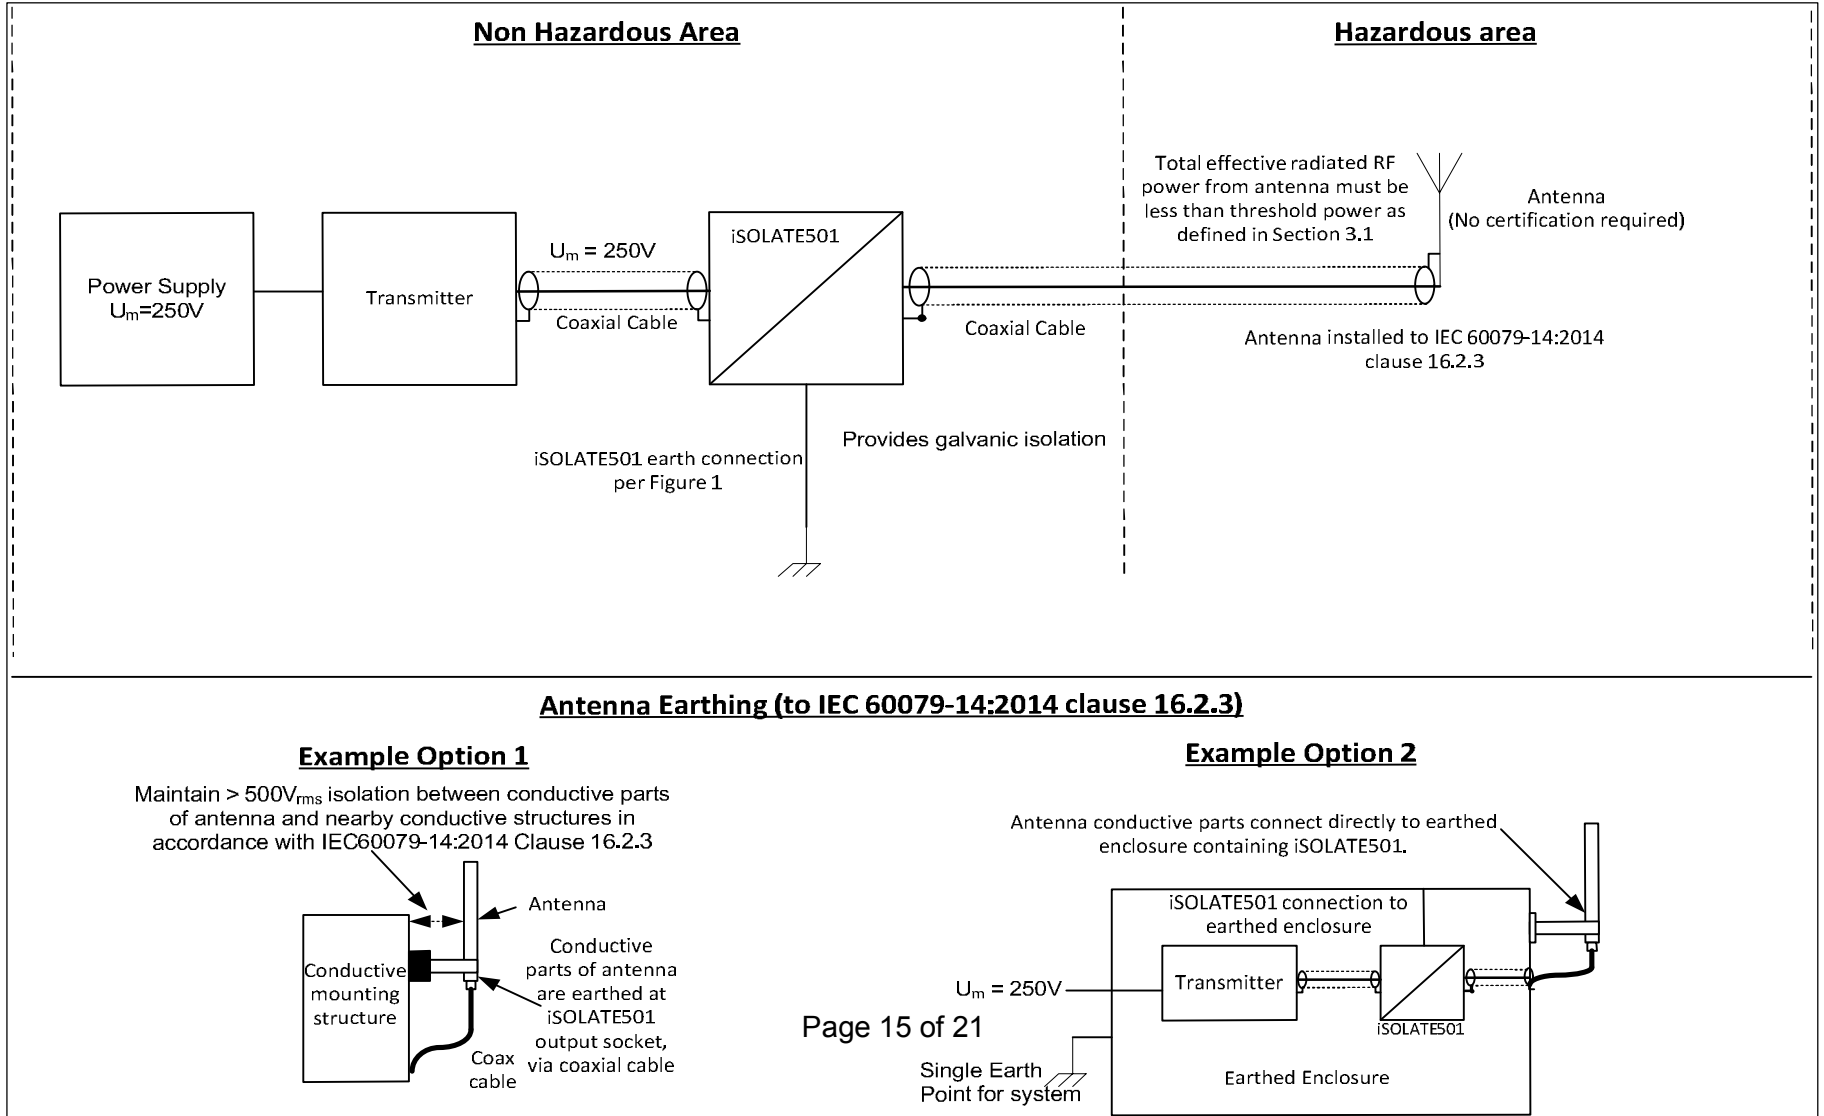 Non Hazardous Area
Hazardous area
Total effective radiated RF
power from antenna must be
less than threshold power as
defined in Section 3.1
Antenna
(No certification required)
Power Supply
Um=250V
Transmitter
Um = 250V
Coaxial Cable
iSOLATE501
Coaxial Cable
Antenna installed to IEC 60079-14:2014
clause 16.2.3
Provides galvanic isolation
iSOLATE501 earth connection
per Figure 1
Antenna Earthing (to IEC 60079-14:2014 clause 16.2.3)
Example Option 1
Maintain > 500Vrms isolation between conductive parts
of antenna and nearby conductive structures in
accordance with IEC60079-14:2014 Clause 16.2.3
Antenna
Conductive
mounting
structure
Conductive
parts of antenna
are earthed at
iSOLATE501
output socket,
via coaxial cable
Coax
cable
Example Option 2
Antenna conductive parts connect directly to earthed
enclosure containing iSOLATE501.
iSOLATE501 connection to
earthed enclosure
Transmitter
iSOLATE501
Um = 250V
Single Earth
Point for system
Earthed Enclosure
Page 15 of 21